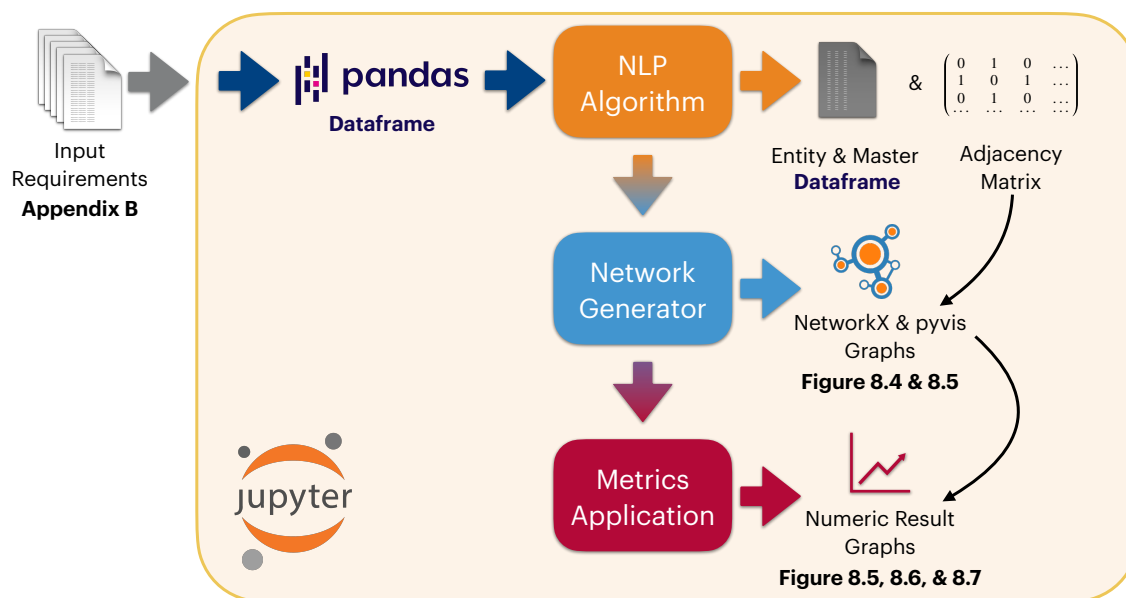 Input
Requirements
Appendix B
pandas
Dataframe
NLP
Algorithm
&
0 1 0 ...
1 0 1 ...
0 1 0 ...
... ... ... ...
Entity & Master
Dataframe
Adjacency
Matrix
Network
Generator
NetworkX & pyvis
Graphs
Figure 8.4 & 8.5
Metrics
Application
Numeric Result
Graphs
Figure 8.5, 8.6, & 8.7
jupyter